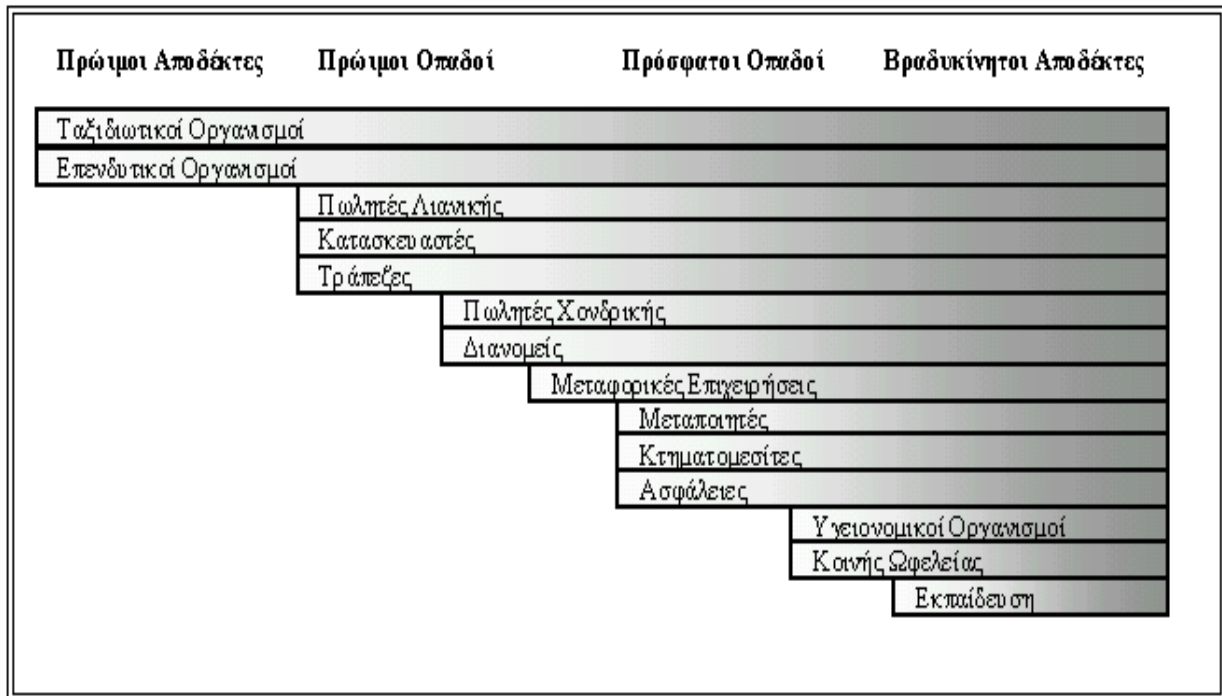 Πρώιμοι Αποδέκτες Πρώιμοι Οπαδοί Πρόσφατοι Οπαδοί Βραδυκίνητοι Αποδέκτες
Ταξιδιωτικοί Οργανισμοί
Επενδυτικοί Οργανισμοί
Πωλητές Λιανικής
Κατασκευαστές
Τράπεζες
Πωλητές Χονδρικής
Διανομείς
Μεταφορικές Επιχειρήσεις
Μεταποιητές
Κτηματομεσίτες
Ασφάλειες
Υγειονομικοί Οργανισμοί
Κοινής Ωφελείας
Εκπαίδευση